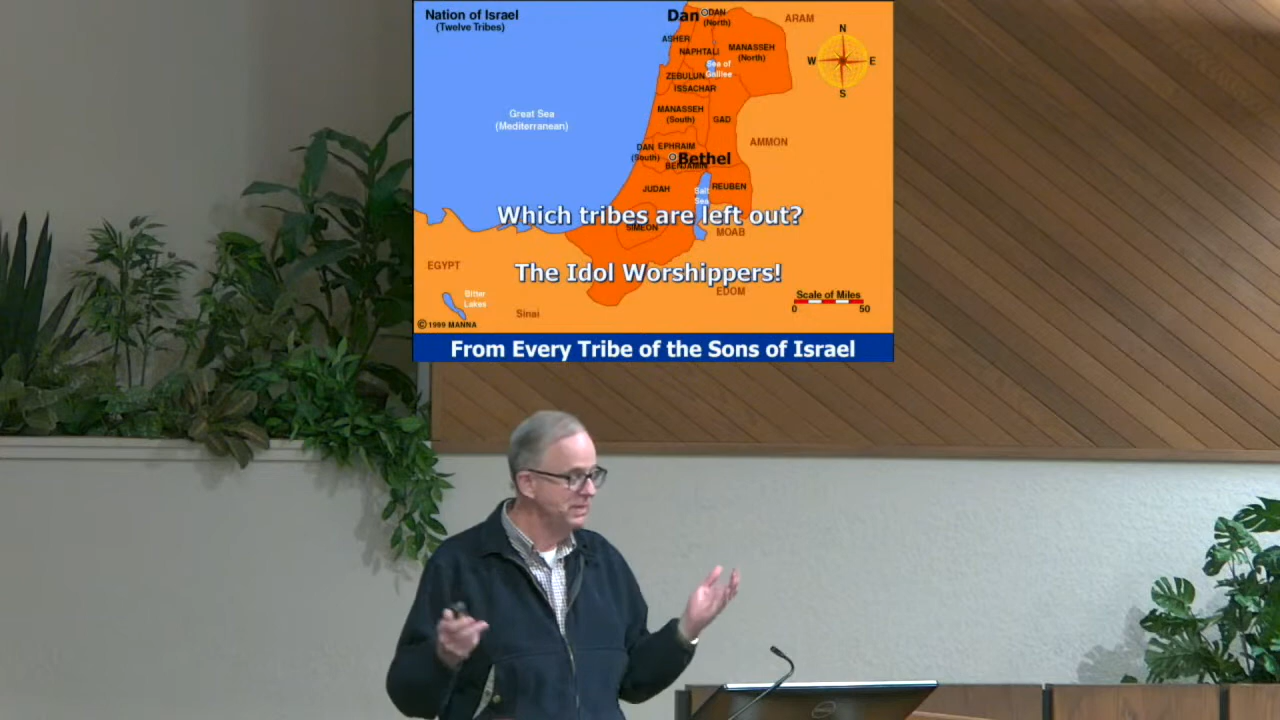 Nation of Israel
(Twelve Tribes)
Dan
DAN
(North)
ARAM
N
W
E
S
ASHER
NAPHTALI
MANASSEH
(North)
Sea of
Galilee
ZEBULUN
ISSACHAR
MANASSEH
(South)
GAD
Great Sea
(Mediterranean)
AMMON
DAN
(South)
EPHRAIM
Bethel
BENJAMIN
JUDAH
REUBEN
Salt
Sea
Which tribes are left out?
SIMEON
MOAB
EGYPT
The Idol Worshippers!
EDOM
Bitter
Lakes
Sinai
Scale of Miles
0
50
© 1999 MANNA
From Every Tribe of the Sons of Israel
DELL